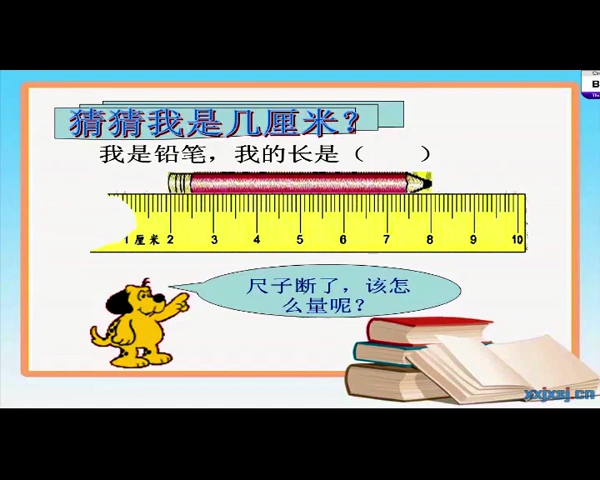 猜猜我是几厘米?
我是铅笔，我的长是（　　）
1 厘米 2 3 4 5 6 7 8 9 10
尺子断了，该怎
么量呢?
xxjxsj.cn